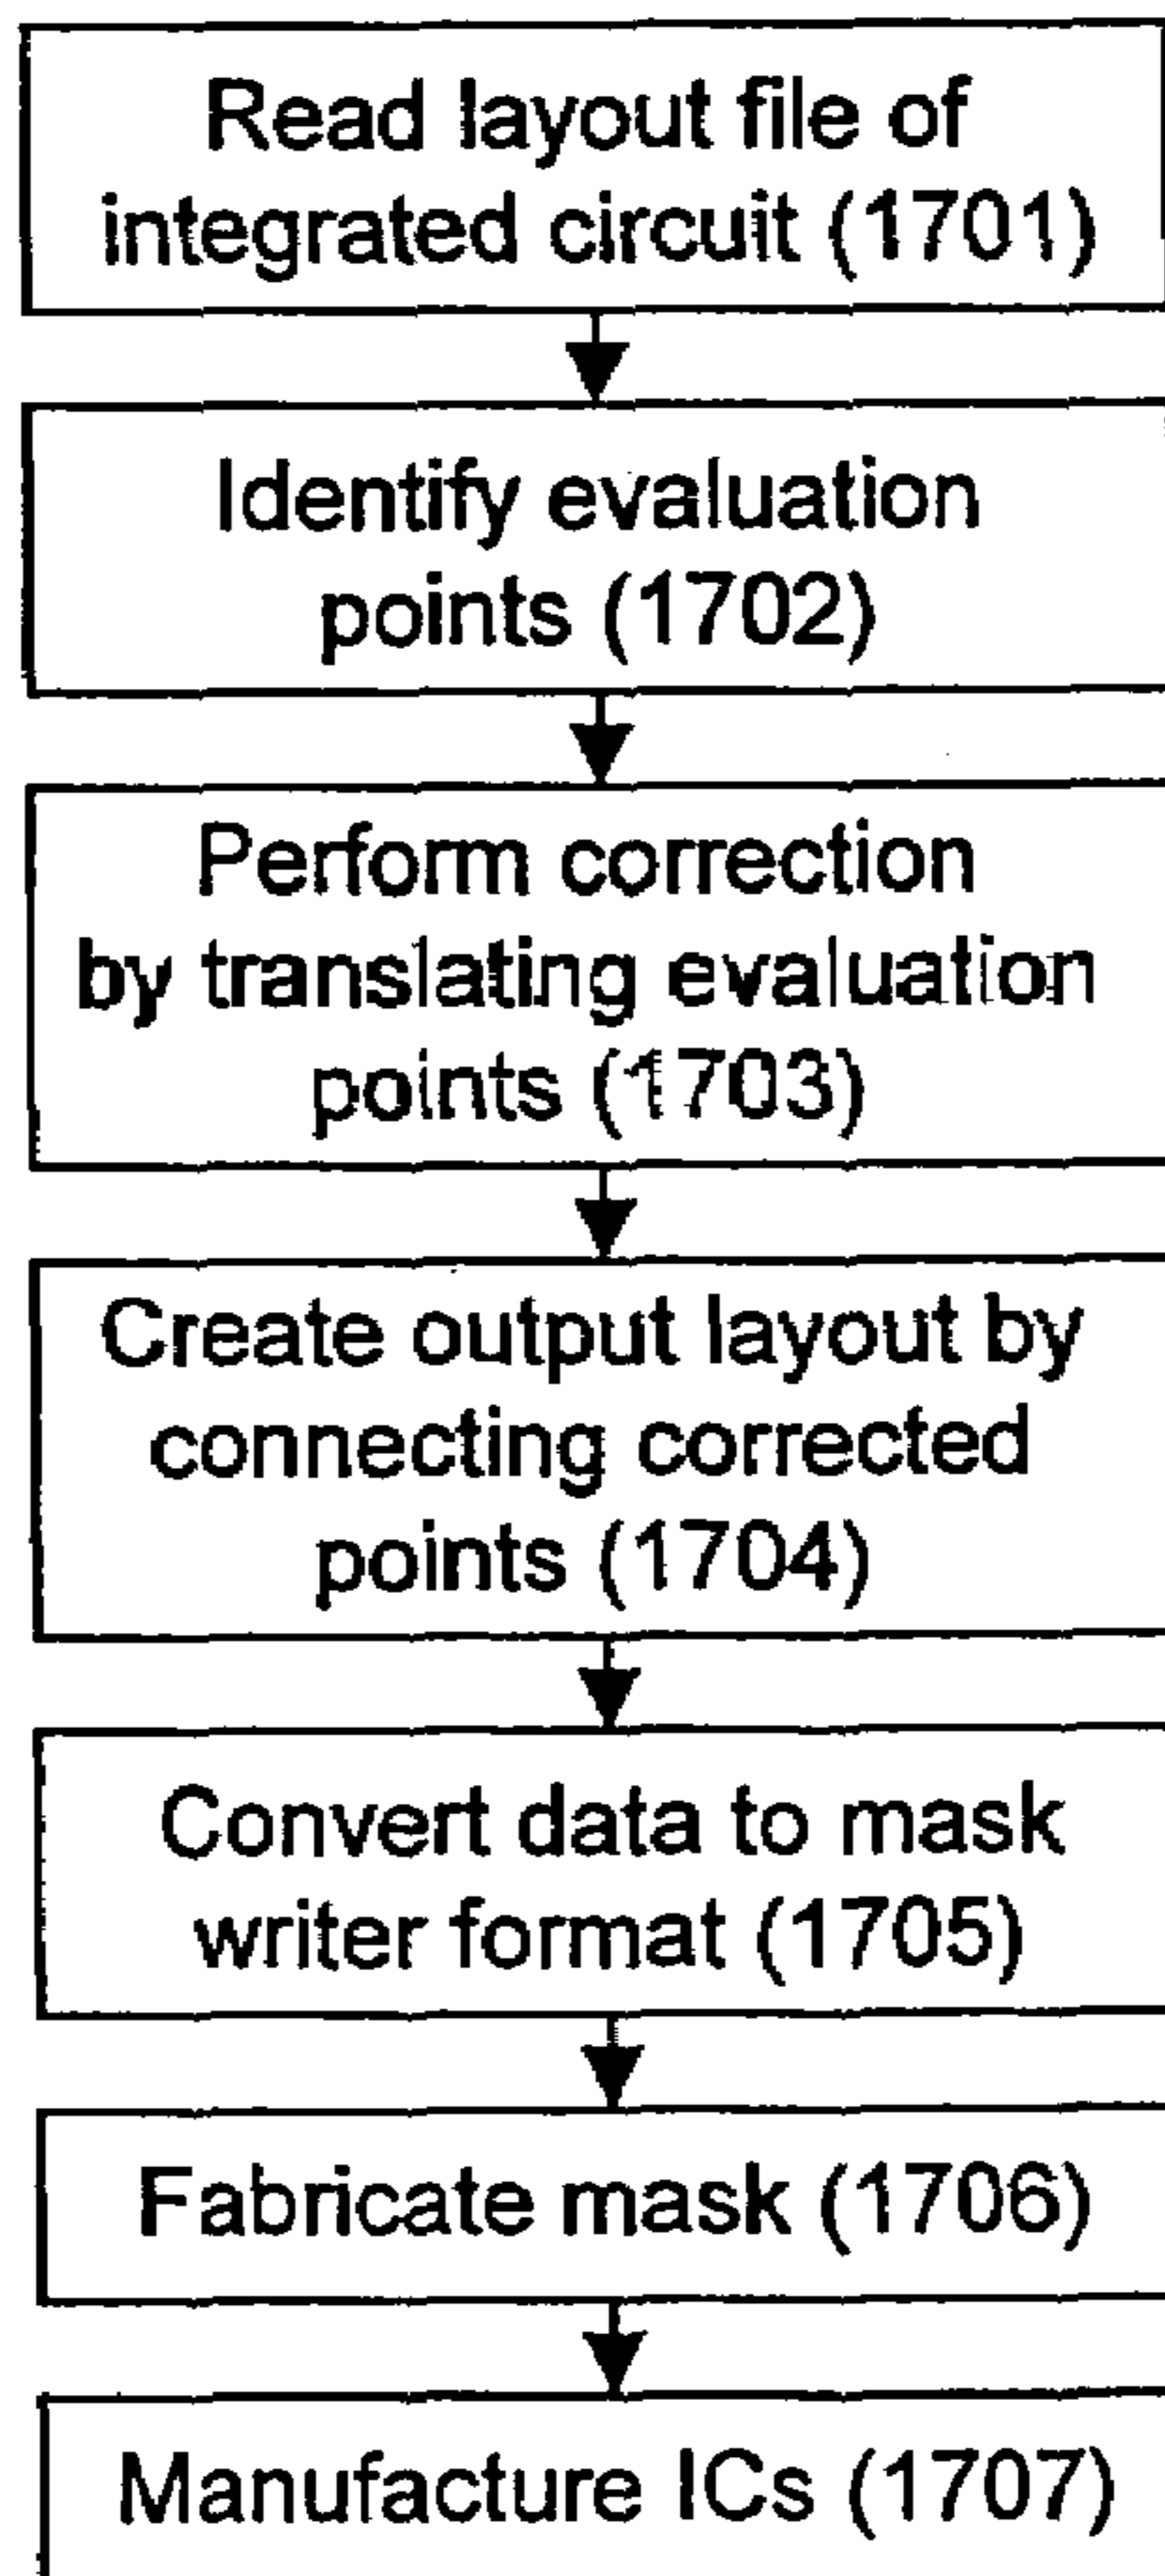 Read layout file of
integrated circuit (1701)
Identify evaluation
points (1702)
Perform correction
by translating evaluation
points (1703)
Create output layout by
connecting corrected
points (1704)
Convert data to mask
writer format (1705)
Fabricate mask (1706)
Manufacture ICs (1707)